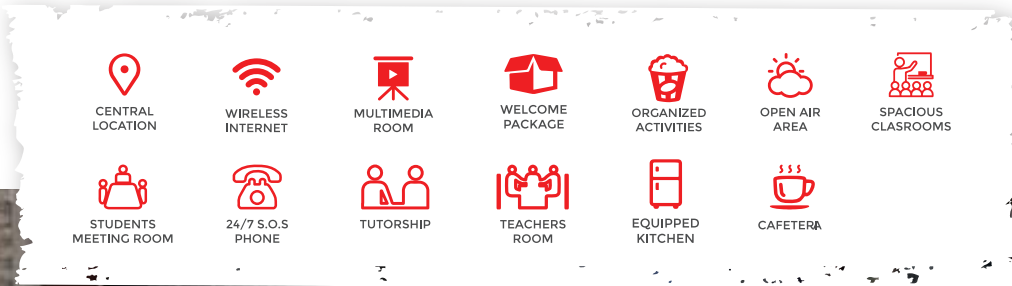 CENTRAL
LOCATION
WIRELESS
INTERNET
MULTIMEDIA
ROOM
WELCOME
PACKAGE
ORGANIZED
ACTIVITIES
OPEN AIR
AREA
SPACIOUS
CLASROOMS
STUDENTS
MEETING ROOM
24/7 S.O.S
PHONE
TUTORSHIP
TEACHERS
ROOM
EQUIPPED
KITCHEN
CAFETERIA